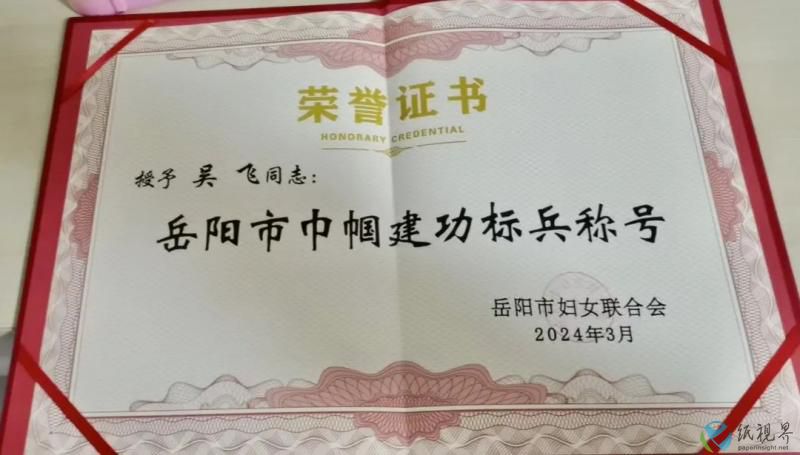 荣誉证书
HONORARY CREDENTIAL
授予 吴 飞同志：
岳阳市巾帼建功标兵称号
岳阳市妇女联合会
2024年3月
纸视界
paperinsight.net